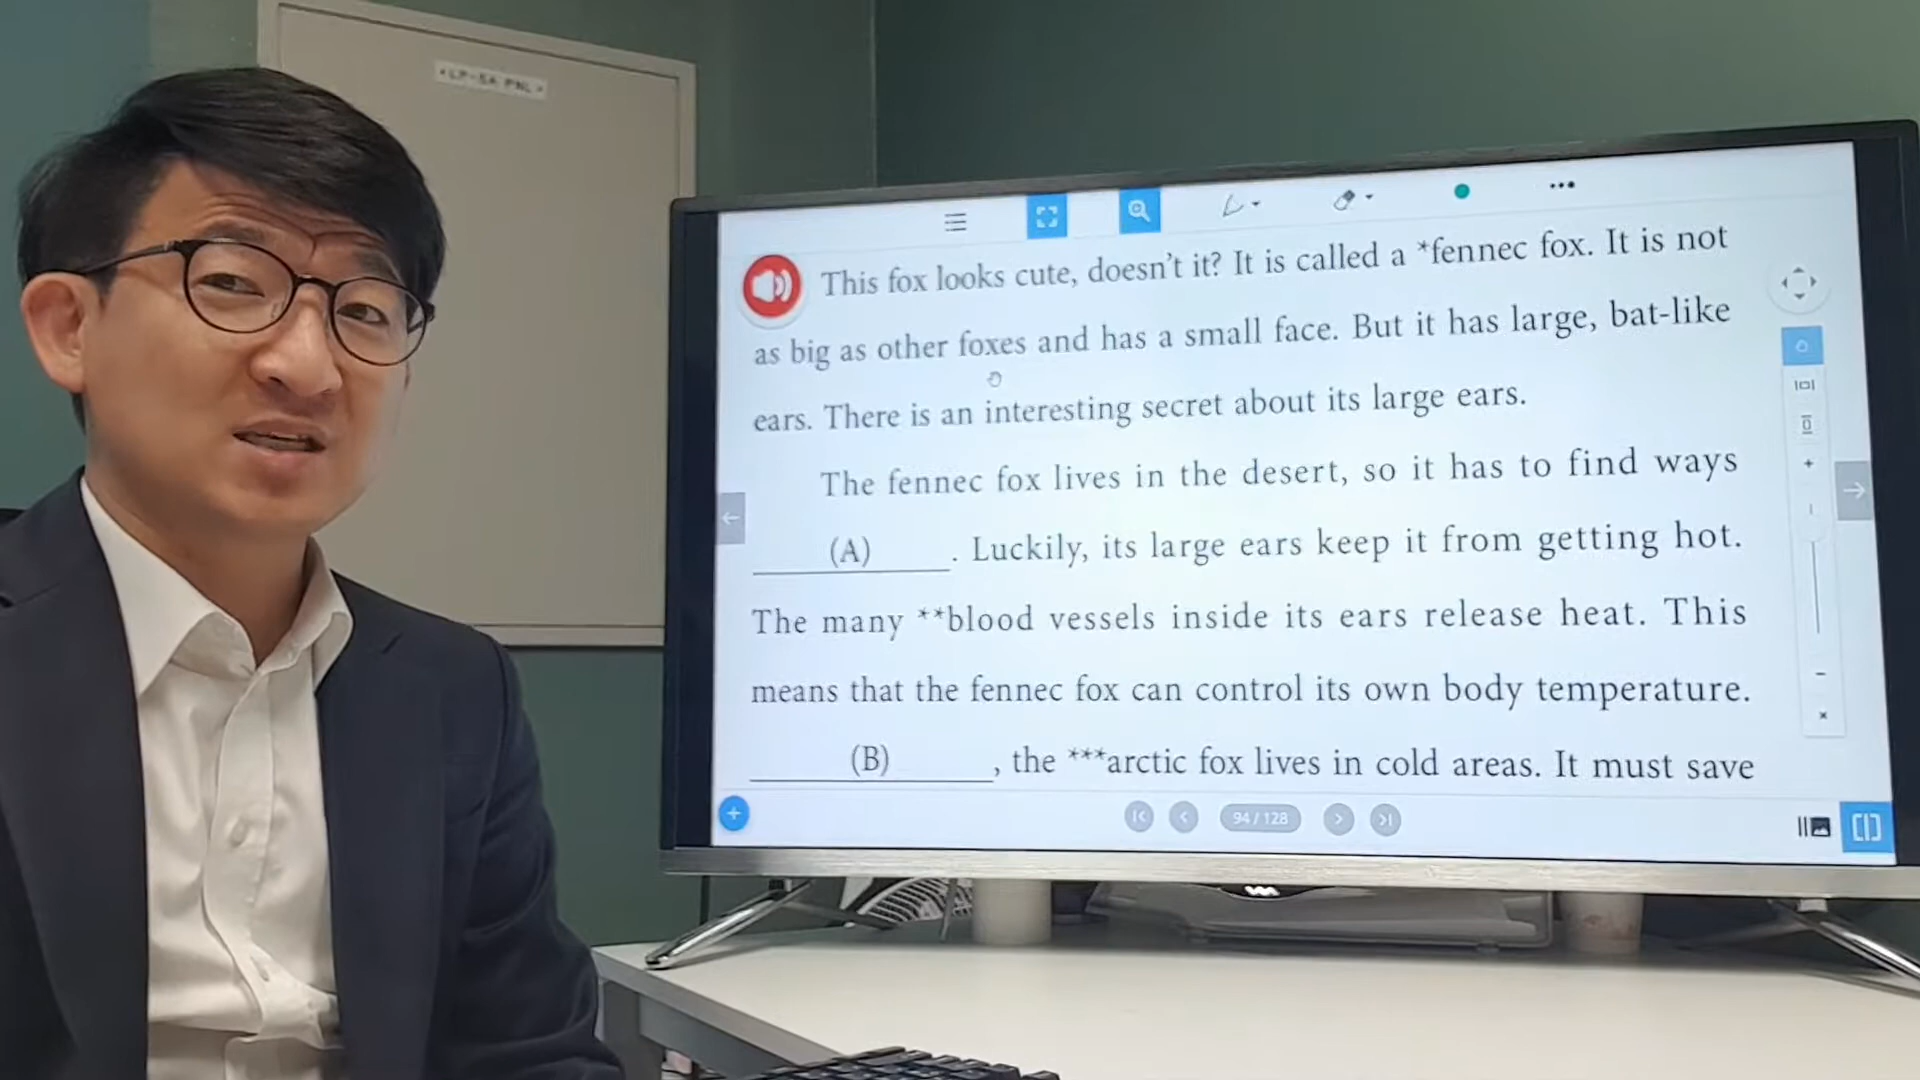 *LP-5A PNL*
This fox looks cute, doesn't it? It is called a *fennec fox. It is not
as big as other foxes and has a small face. But it has large, bat-like
ears. There is an interesting secret about its large ears.
The fennec fox lives in the desert, so it has to find ways
(A) . Luckily, its large ears keep it from getting hot.
The many **blood vessels inside its ears release heat. This
means that the fennec fox can control its own body temperature.
(B) , the ***arctic fox lives in cold areas. It must save
94 / 128